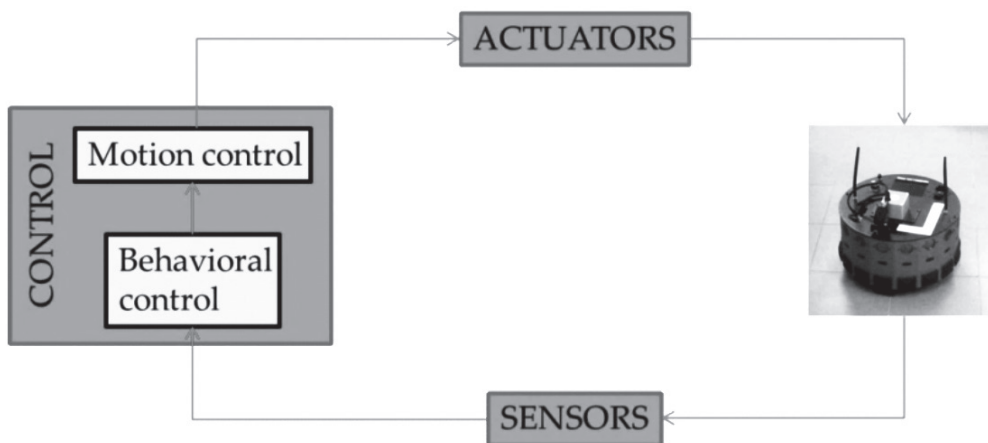 ACTUATORS
CONTROL
Motion control
Behavioral
control
SENSORS